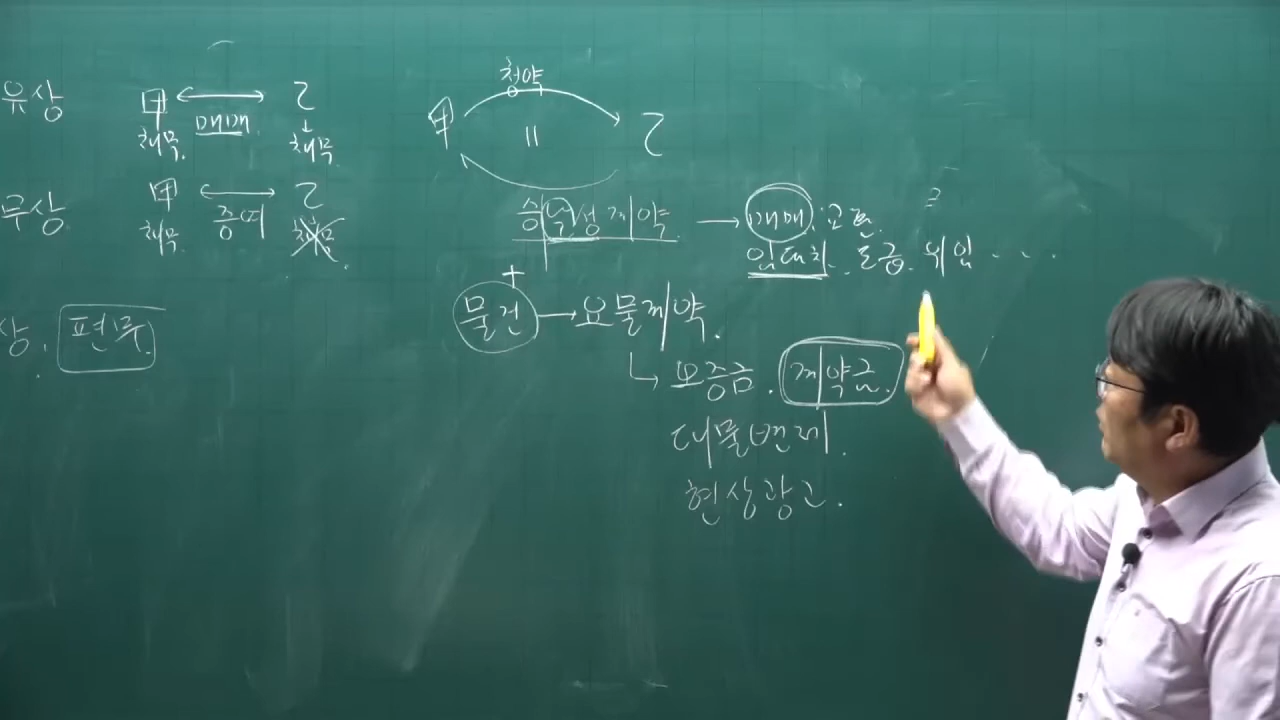 유상 甲 ↔ 乙
매매
채무. 채무.
무상 甲 ↔ 乙
증여
채무. 채무.
상. 편무.
청약
甲 乙
=
승낙성계약 → 매매. 교환.
임대차. 도급. 위임 . . .
+
물건 → 요물계약.
보증금. 계약금.
대물변제.
현상광고.